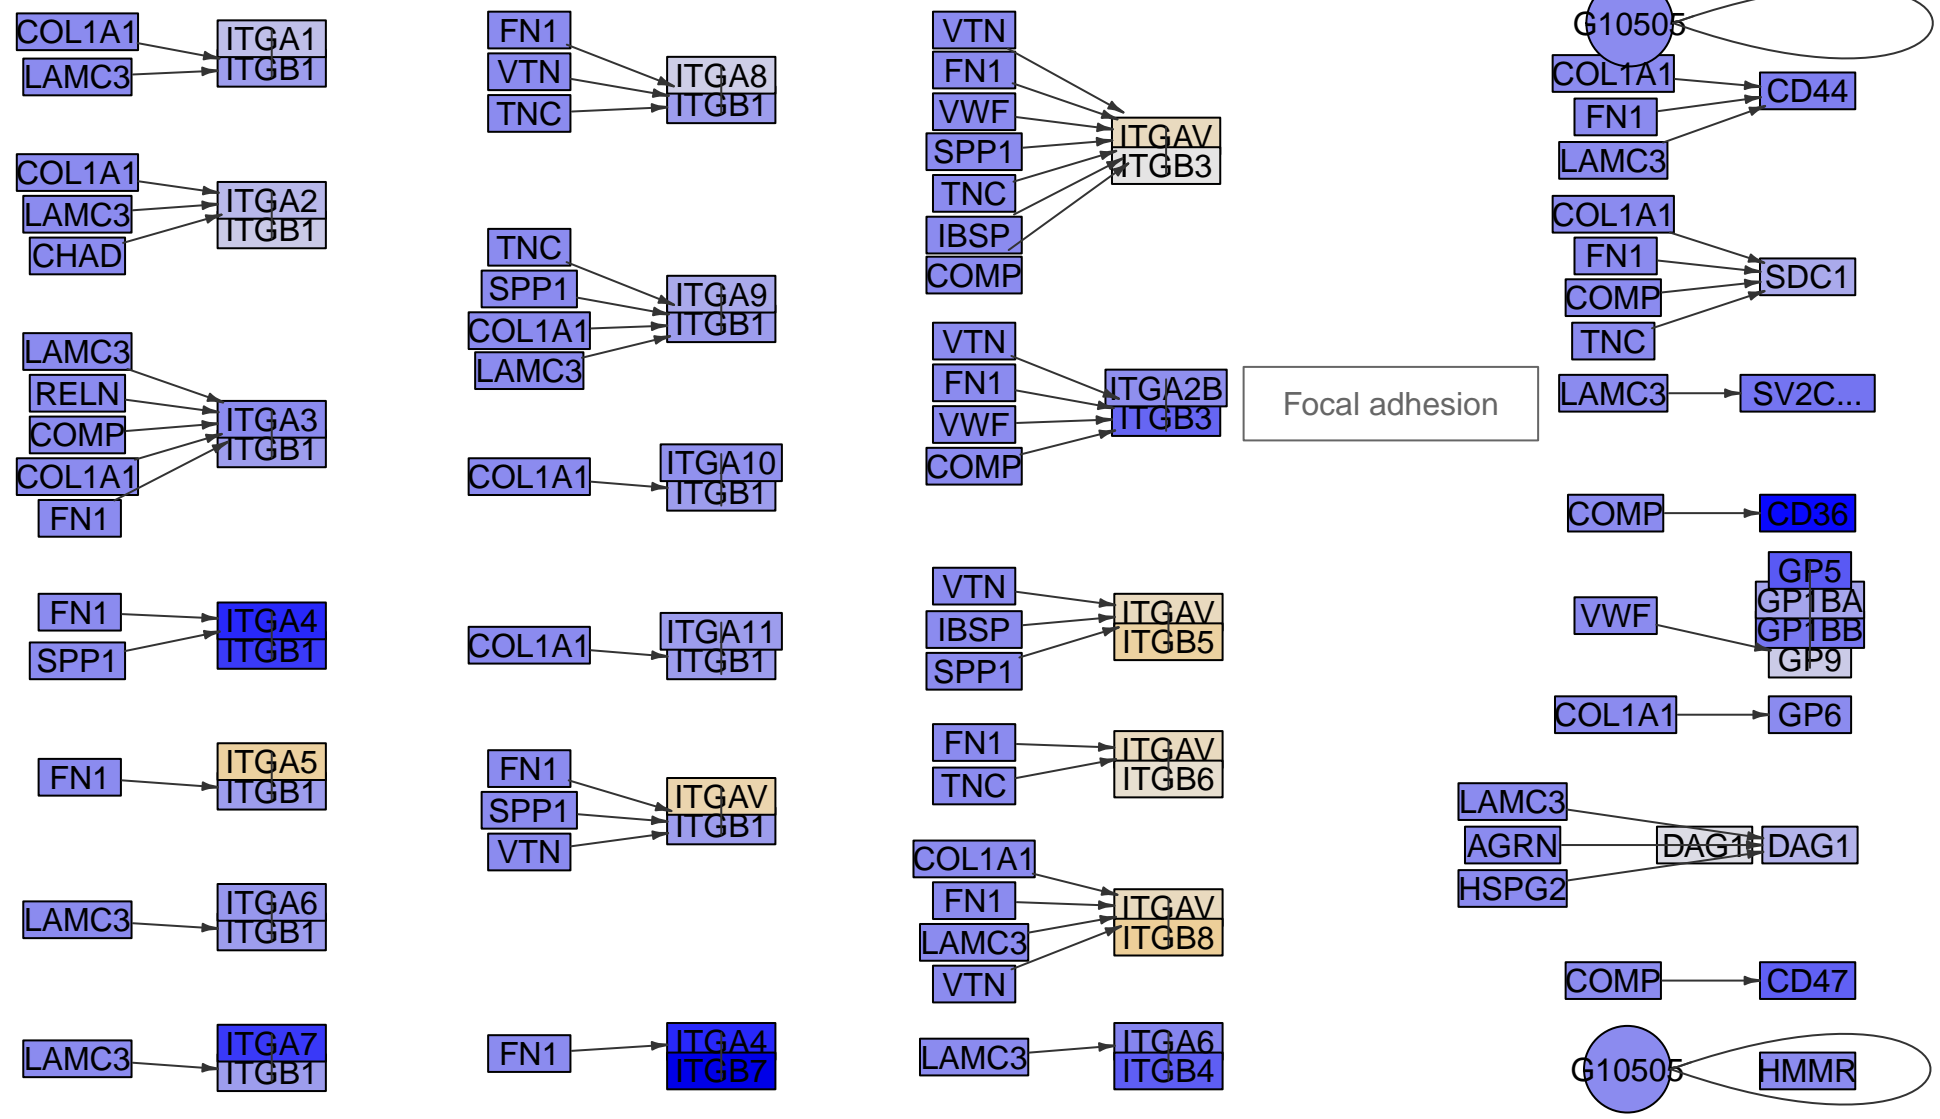 COL1A1
LAMC3
ITGA1
ITGB1
COL1A1
LAMC3
CHAD
ITGA2
ITGB1
LAMC3
RELN
COMP
COL1A1
FN1
ITGA3
ITGB1
FN1
SPP1
ITGA4
ITGB1
FN1
ITGA5
ITGB1
LAMC3
ITGA6
ITGB1
LAMC3
ITGA7
ITGB1
FN1
VTN
TNC
ITGA8
ITGB1
TNC
SPP1
COL1A1
LAMC3
ITGA9
ITGB1
COL1A1
ITGA10
ITGB1
COL1A1
ITGA11
ITGB1
FN1
SPP1
VTN
ITGAV
ITGB1
FN1
ITGA4
ITGB7
VTN
FN1
VWF
SPP1
TNC
IBSP
COMP
ITGAV
ITGB3
VTN
FN1
VWF
COMP
ITGA2B
ITGB3
Focal adhesion
VTN
IBSP
SPP1
ITGAV
ITGB5
FN1
TNC
ITGAV
ITGB6
COL1A1
FN1
LAMC3
VTN
ITGAV
ITGB8
LAMC3
ITGA6
ITGB4
G10505
COL1A1
FN1
LAMC3
CD44
COL1A1
FN1
COMP
TNC
SDC1
LAMC3
SV2C...
COMP
CD36
VWF
GP5
GP1BA
GP1BB
GP9
COL1A1
GP6
LAMC3
AGRN
HSPG2
DAG1
DAG1
COMP
CD47
G10505
HMMR